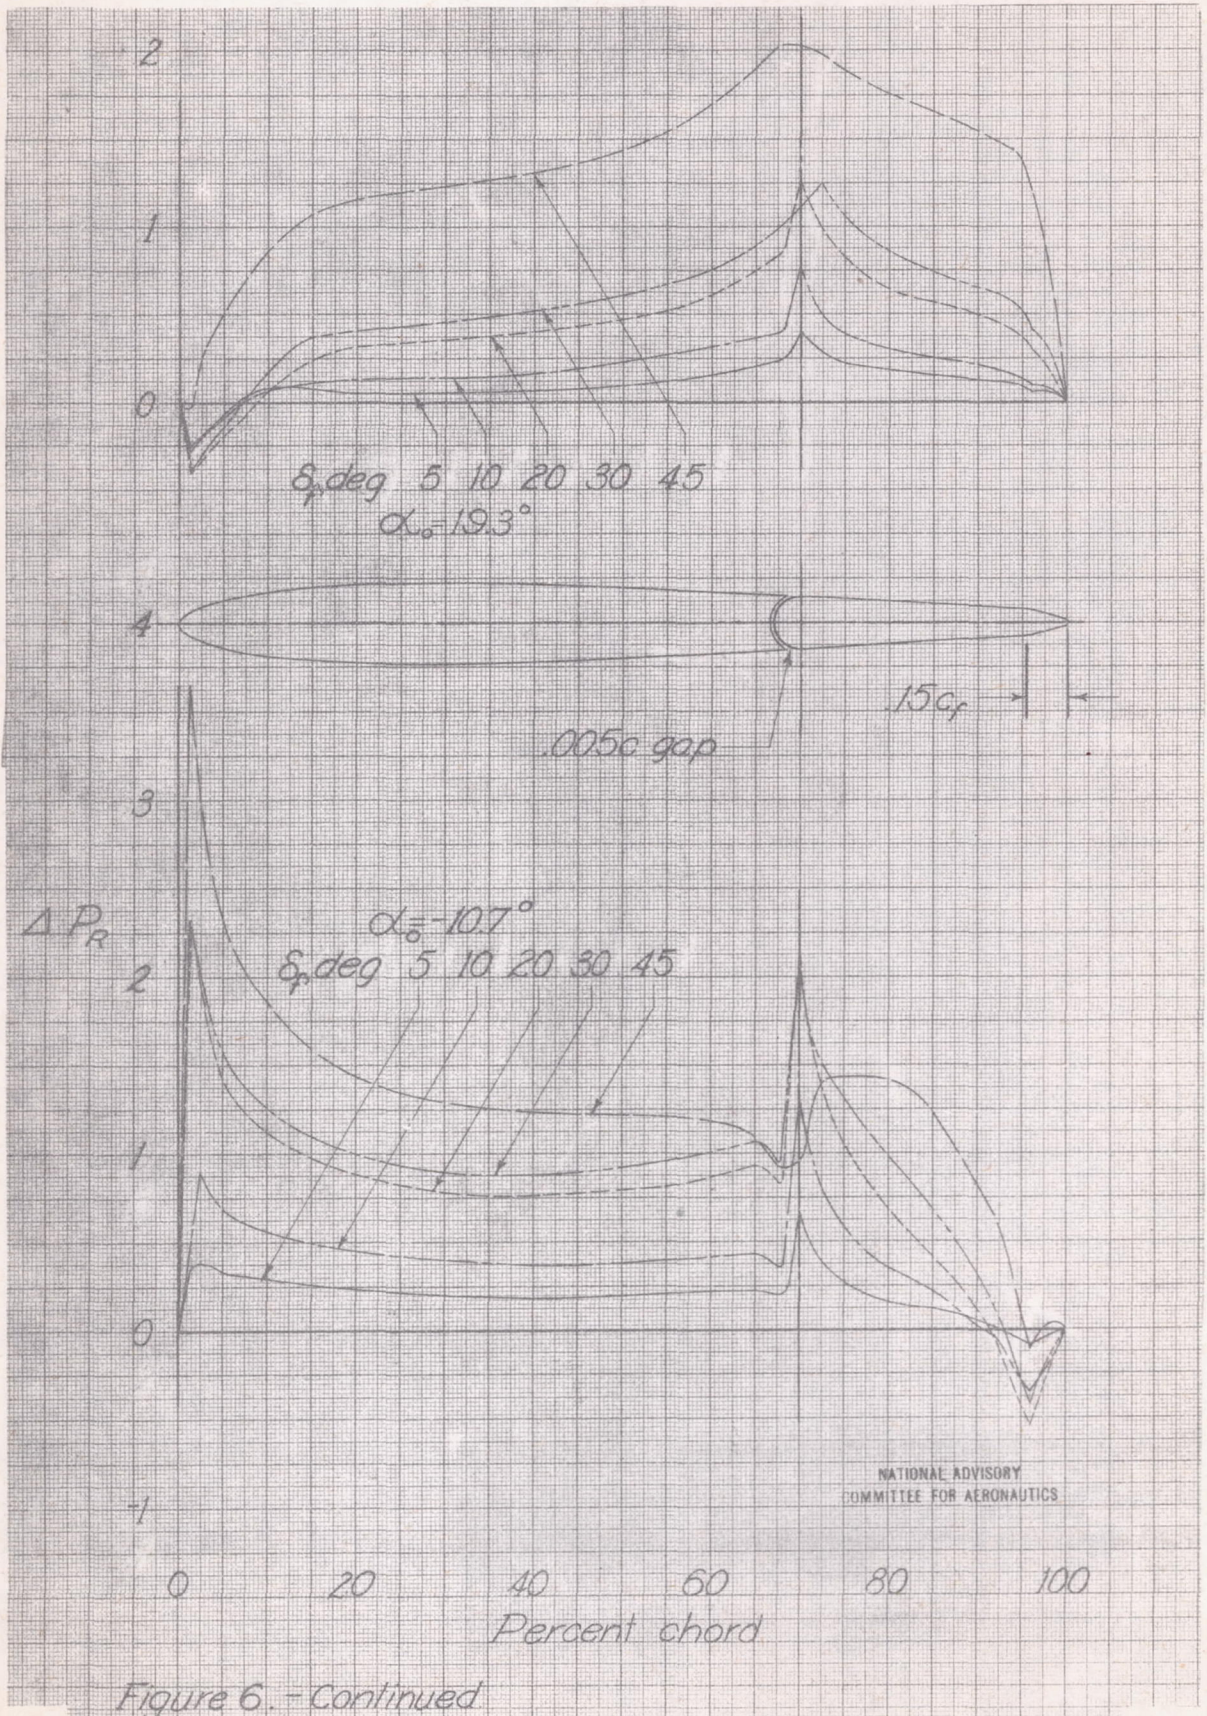 2
1
0
δf,deg 5 10 20 30 45
α₀=-19.3°
4
.15cf
.005c gap
3
ΔPR
α₀=-10.7°
δf,deg 5 10 20 30 45
2
1
0
NATIONAL ADVISORY
COMMITTEE FOR AERONAUTICS
-1
0 20 40 60 80 100
Percent chord
Figure 6.-Continued